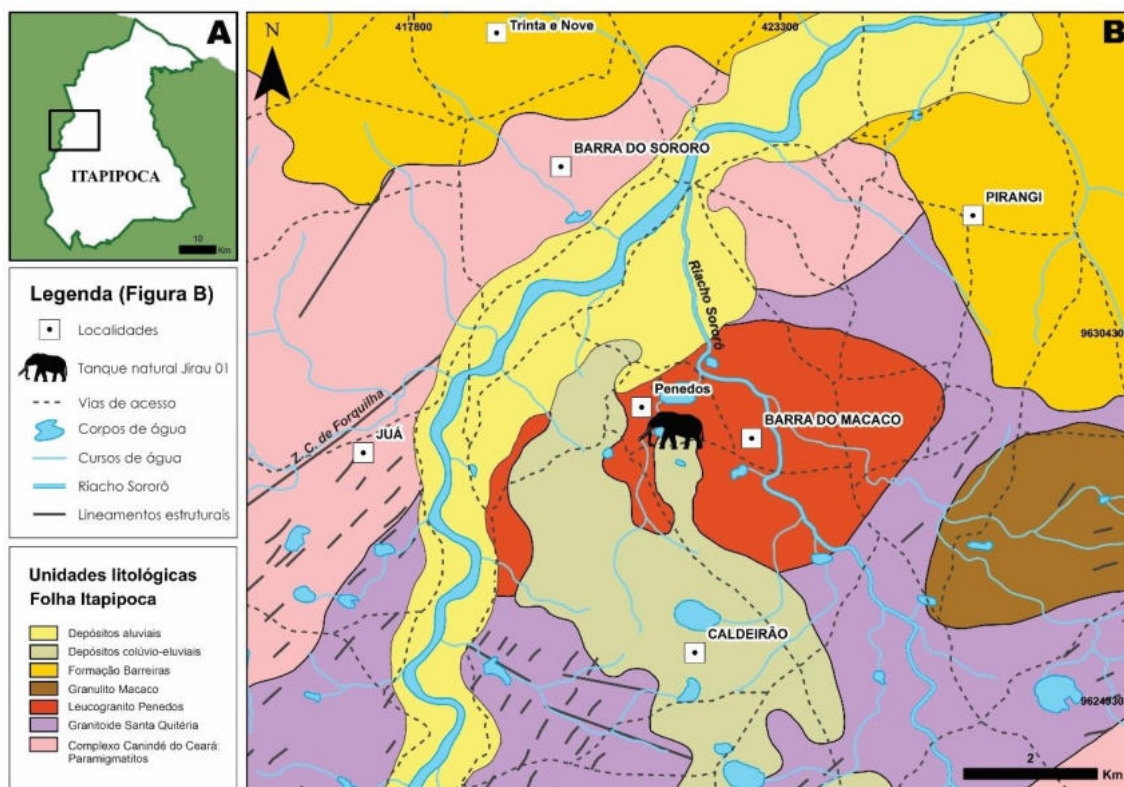 A
ITAPIPOCA
10
Km
Legenda (Figura B)
Localidades
Tanque natural Jirau 01
Vias de acesso
Corpos de água
Cursos de água
Riacho Sororô
Lineamentos estruturais
Unidades litológicas
Folha Itapipoca
Depósitos aluviais
Depósitos colúvio-eluviais
Formação Barreiras
Granulito Macaco
Leucogranito Penedos
Granitoide Santa Quitéria
Complexo Canindé do Ceará:
Paramigmatitos
N
417800
Trinta e Nove
423300
B
BARRA DO SORORO
PIRANGI
Riacho Sororô
9630430
Z. C. de Forquilha
Penedos
JUÁ
BARRA DO MACACO
CALDEIRÃO
9624930
2
Km